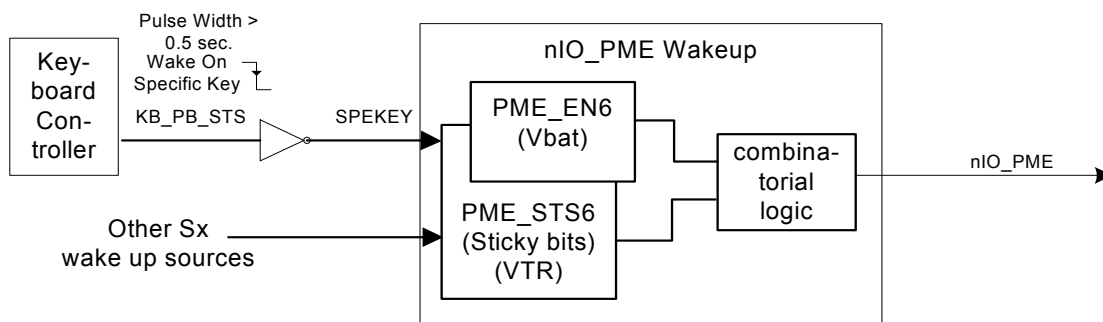 Pulse Width >
0.5 sec.
Wake On
Specific Key
Key-
board
Con-
troller
KB_PB_STS
SPEKEY
nIO_PME Wakeup
PME_EN6
(Vbat)
PME_STS6
(Sticky bits)
(VTR)
combina-
torial
logic
nIO_PME
Other Sx
wake up sources